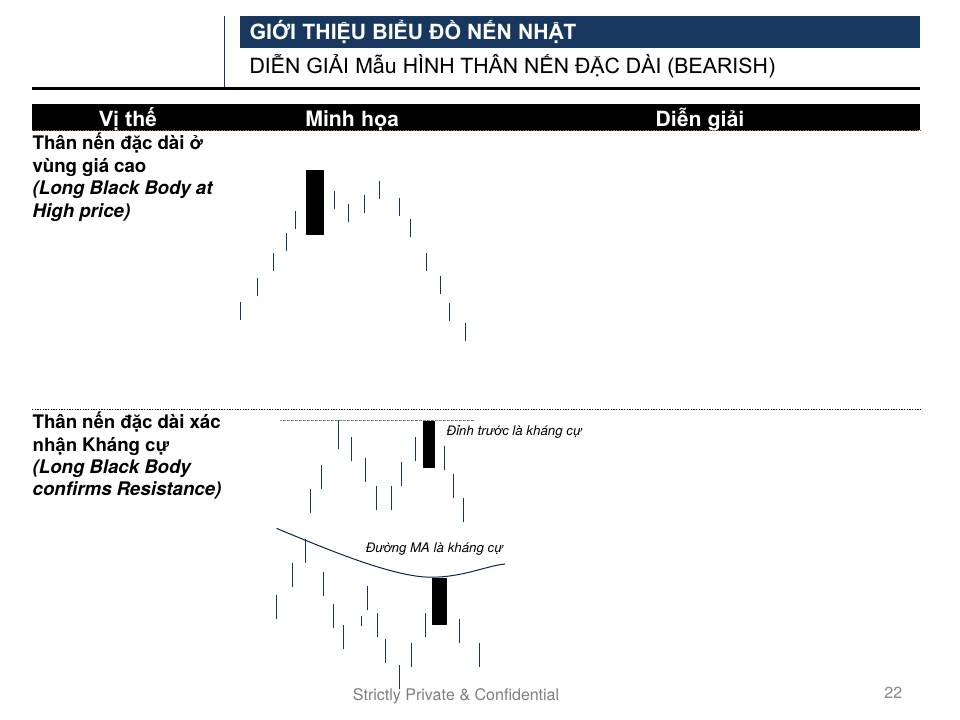 GIỚI THIỆU BIỂU ĐỒ NẾN NHẬT
DIỄN GIẢI Mẫu HÌNH THÂN NẾN ĐẶC DÀI (BEARISH)
Vị thế Minh họa Diễn giải
Thân nến đặc dài ở
vùng giá cao
(Long Black Body at
High price)
Thân nến đặc dài xác
nhận Kháng cự
(Long Black Body
confirms Resistance)
Đỉnh trước là kháng cự
Đường MA là kháng cự
Strictly Private & Confidential
22